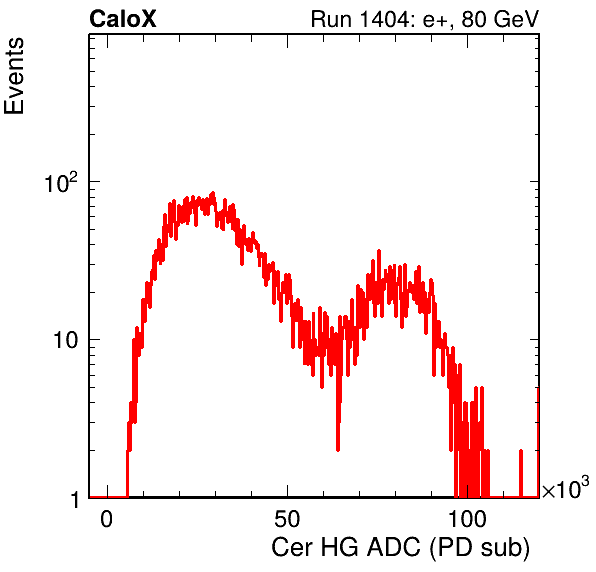 CaloX Run 1404: e+, 80 GeV
Events
10²
10
1
0 50 100 ×10³
Cer HG ADC (PD sub)